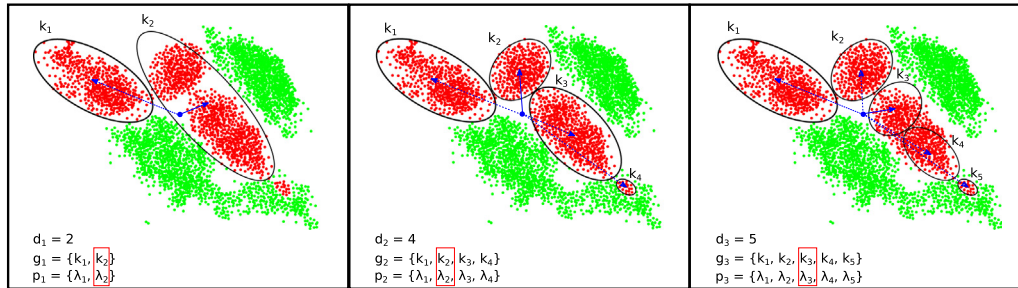 k₁
k₂
d₁ = 2
g₁ = {k₁, k₂}
p₁ = {λ₁, λ₂}
k₁
k₂
k₃
k₄
d₂ = 4
g₂ = {k₁, k₂, k₃, k₄}
p₂ = {λ₁, λ₂, λ₃, λ₄}
k₁
k₂
k₃
k₄
k₅
d₃ = 5
g₃ = {k₁, k₂, k₃, k₄, k₅}
p₃ = {λ₁, λ₂, λ₃, λ₄, λ₅}